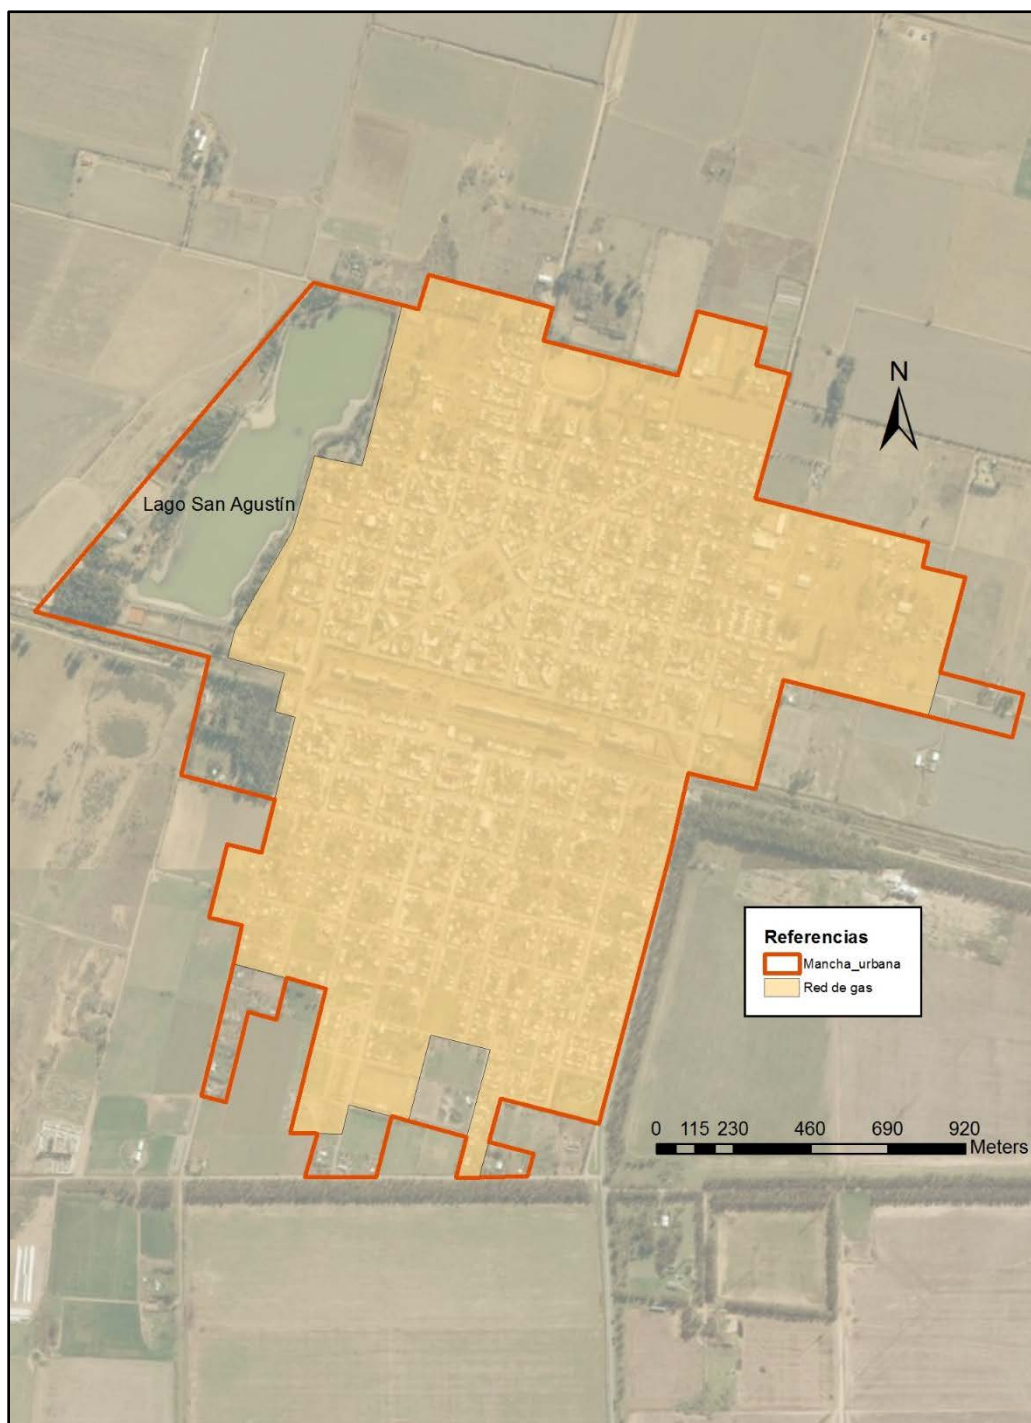 N
Lago San Agustín
Referencias
Mancha_urbana
Red de gas
0 115 230 460 690 920
Meters